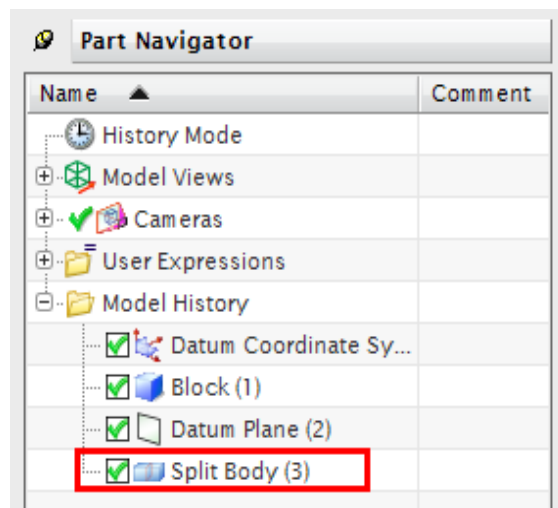 Part Navigator
Name Comment
History Mode
Model Views
Cameras
User Expressions
Model History
Datum Coordinate Sy...
Block (1)
Datum Plane (2)
Split Body (3)